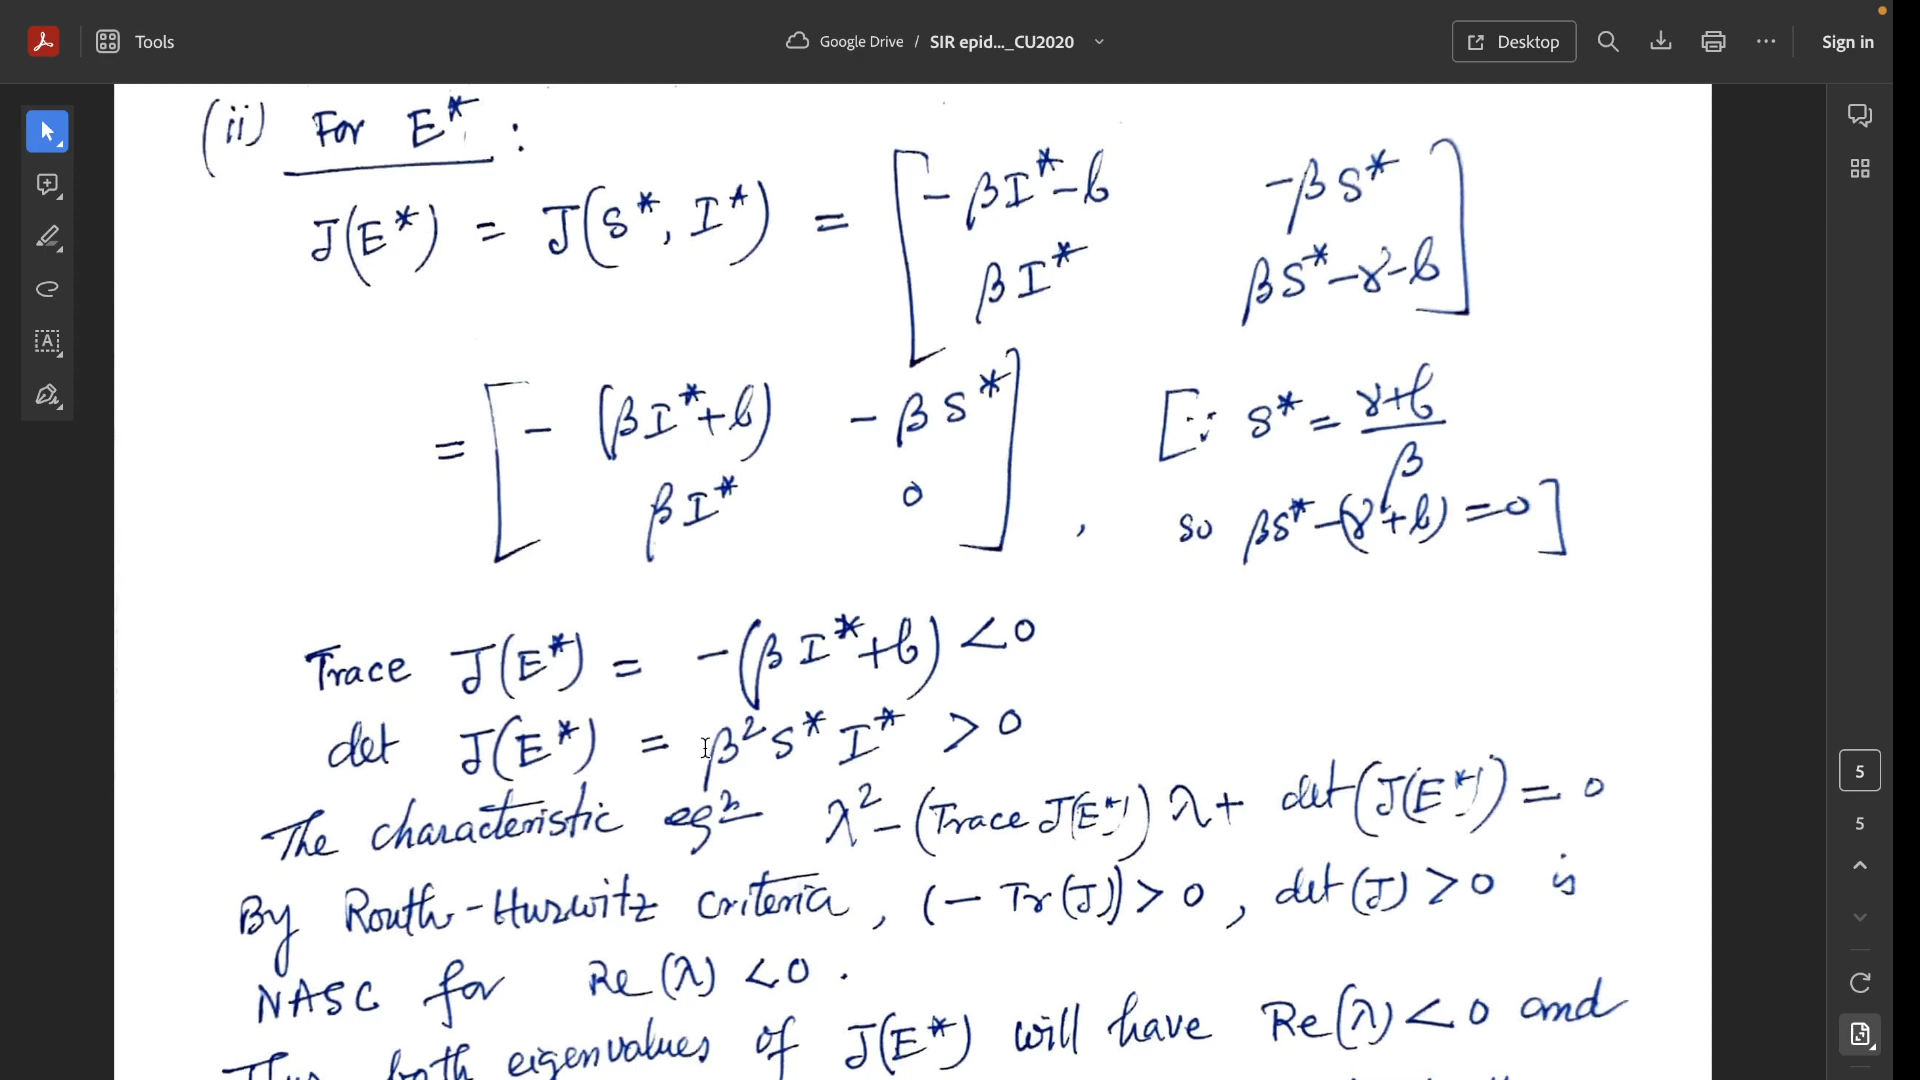 Tools
Google Drive / SIR epid..._CU2020
Desktop
Sign in
(ii) For E* :
J(E*) = J(S*, I*) = [ -βI*-b   -βS*
βI*   βS*-γ-b ]
= [ -(βI*+b)   -βS*
βI*   0 ] ,
[∵ S* = (γ+b)/β
so βS*-(γ+b)=0]
Trace J(E*) = -(βI*+b) <0
det J(E*) = β²S*I* > 0
The characteristic eqⁿ λ² - (Trace J(E*)) λ + det(J(E*)) = 0
By Routh-Hurwitz criteria, (- Tr(J)) > 0, det(J) > 0 is
NASC for Re(λ) <0.
Thus both eigenvalues of J(E*) will have Re(λ) < 0 and
5
5